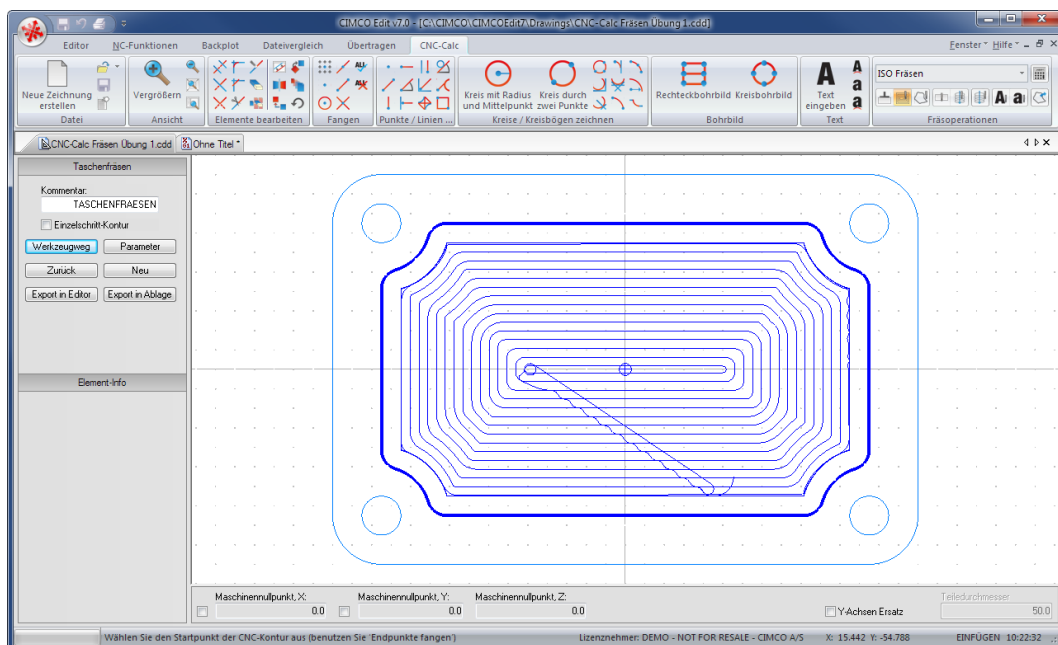 CIMCO Edit v7.0 - [C:\CIMCO\CIMCOEdit7\Drawings\CNC-Calc Fräsen Übung 1.cdd]
Editor NC-Funktionen Backplot Dateivergleich Übertragen CNC-Calc Fenster Hilfe
Neue Zeichnung erstellen
Datei
Vergrößern
Ansicht
Elemente bearbeiten
Fangen
Punkte / Linien ...
Kreis mit Radius und Mittelpunkt
Kreis durch zwei Punkte
Kreise / Kreisbögen zeichnen
Rechteckbohrbild Kreisbohrbild
Bohrbild
A
a
a
a
Text eingeben
Text
ISO Fräsen
A a
Fräsoperationen
CNC-Calc Fräsen Übung 1.cdd Ohne Titel *
Taschenfräsen
Kommentar:
TASCHENFRAESEN
Einzelschritt-Kontur
Werkzeugweg Parameter
Zurück Neu
Export in Editor Export in Ablage
Element-Info
Maschinennullpunkt, X: Maschinennullpunkt, Y: Maschinennullpunkt, Z: Teiledurchmesser
0.0 0.0 0.0 Y-Achsen Ersatz 50.0
Wählen Sie den Startpunkt der CNC-Kontur aus (benutzen Sie 'Endpunkte fangen') Lizenznehmer: DEMO - NOT FOR RESALE - CIMCO A/S X: 15.442 Y: -54.788 EINFÜGEN 10:22:32